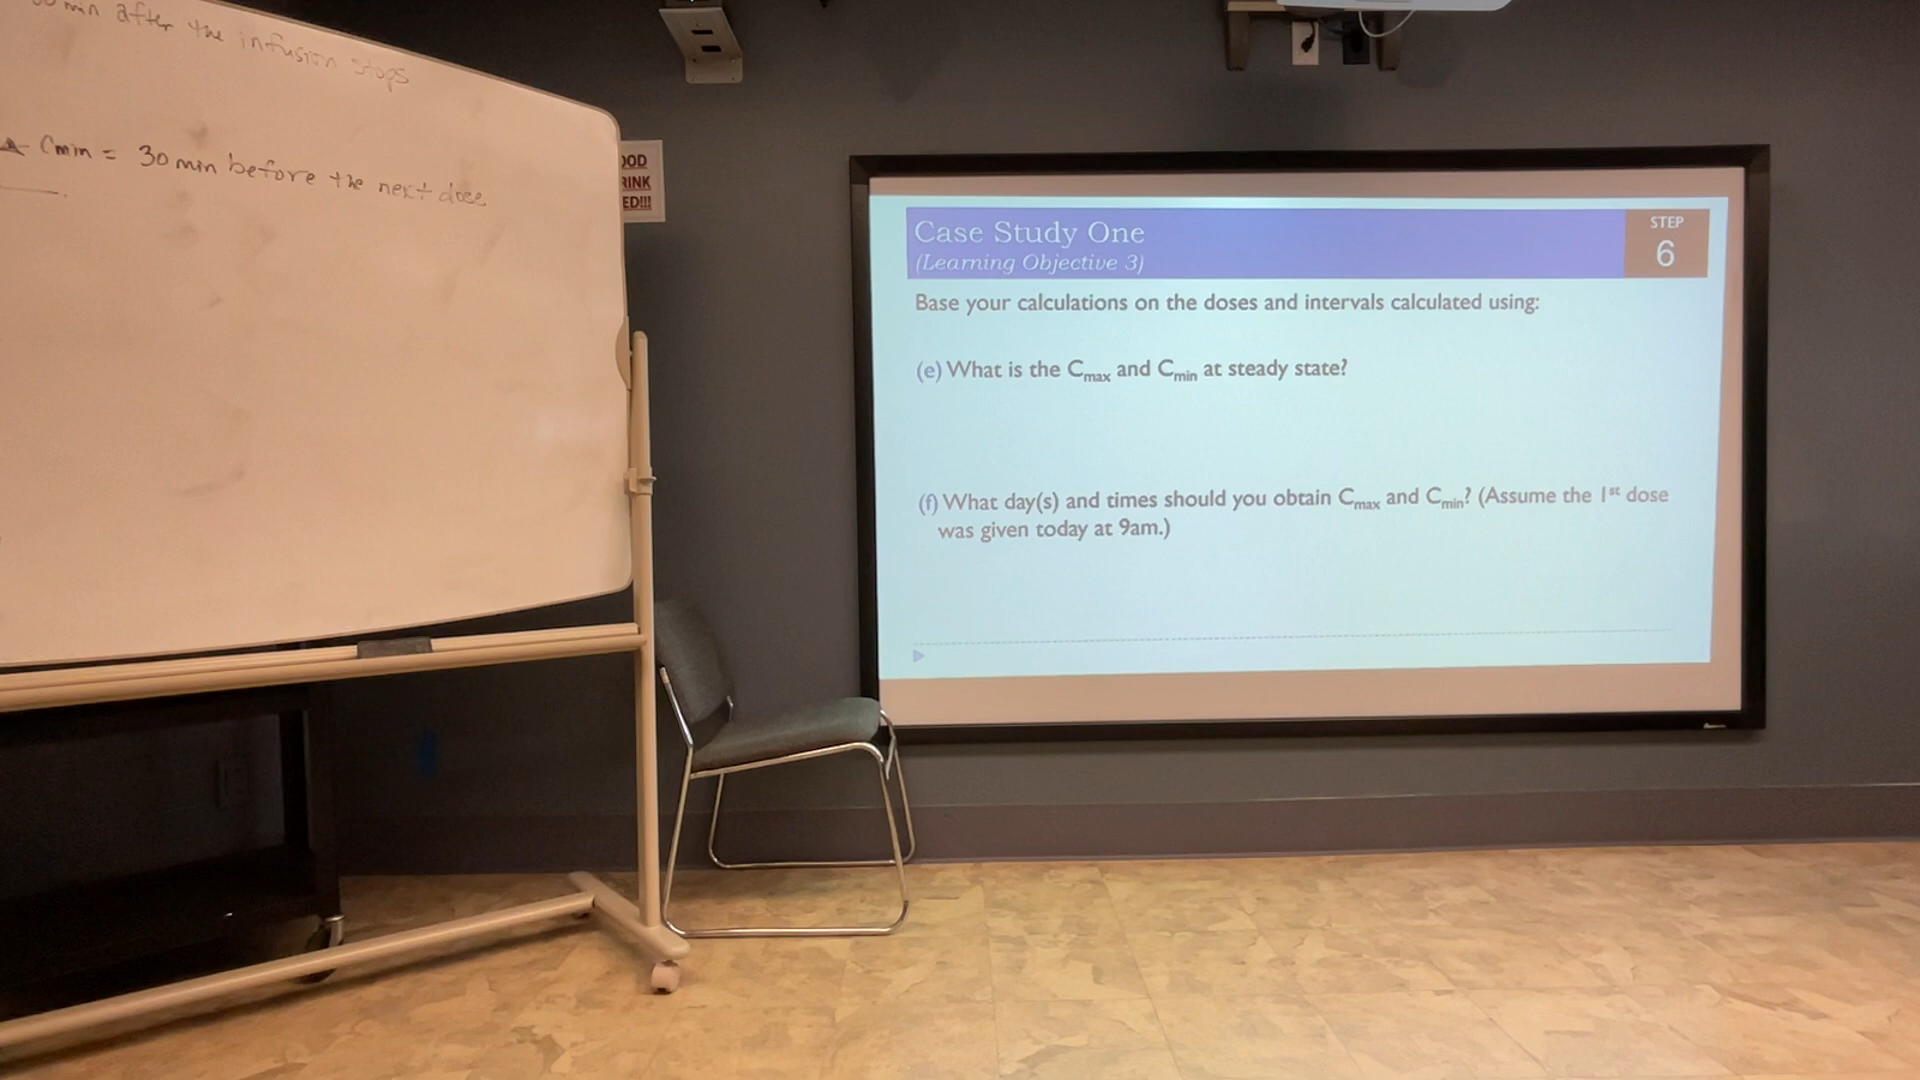 min after the infusion stops
Cmin = 30 min before the next dose
OOD
RINK
ED!!!
Case Study One
(Learning Objective 3)
STEP
6
Base your calculations on the doses and intervals calculated using:
(e) What is the Cmax and Cmin at steady state?
(f) What day(s) and times should you obtain Cmax and Cmin? (Assume the 1st dose
was given today at 9am.)